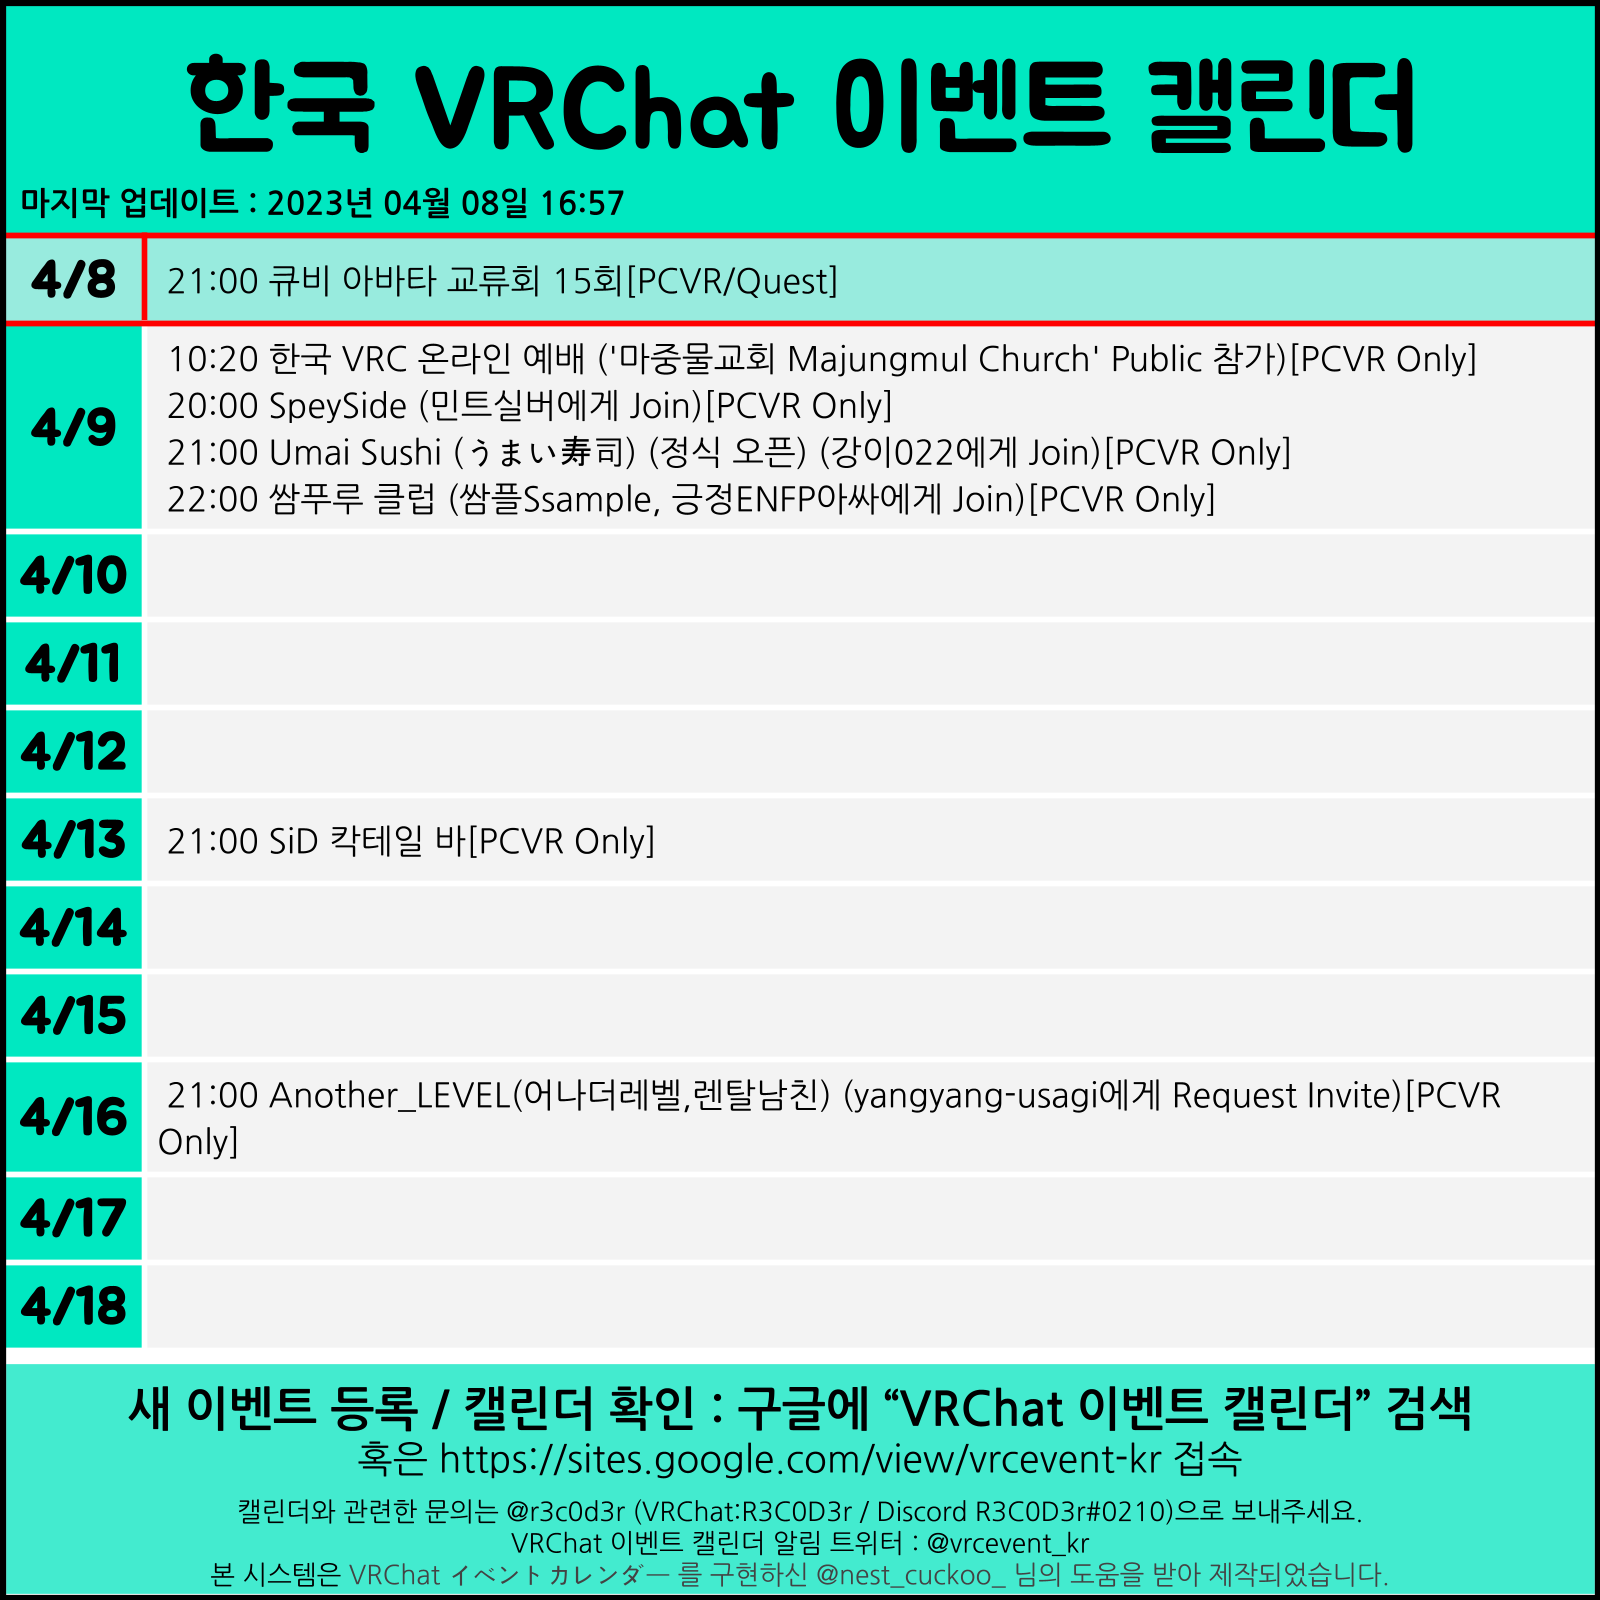 한국 VRChat 이벤트 캘린더
마지막 업데이트 : 2023년 04월 08일 16:57
4/8 21:00 큐비 아바타 교류회 15회[PCVR/Quest]
4/9
10:20 한국 VRC 온라인 예배 ('마중물교회 Majungmul Church' Public 참가)[PCVR Only]
20:00 SpeySide (민트실버에게 Join)[PCVR Only]
21:00 Umai Sushi (うまい寿司) (정식 오픈) (강이022에게 Join)[PCVR Only]
22:00 쌈푸루 클럽 (쌈플Ssample, 긍정ENFP아싸에게 Join)[PCVR Only]
4/10
4/11
4/12
4/13 21:00 SiD 칵테일 바[PCVR Only]
4/14
4/15
4/16
21:00 Another_LEVEL(어나더레벨,렌탈남친) (yangyang-usagi에게 Request Invite)[PCVR
Only]
4/17
4/18
새 이벤트 등록 / 캘린더 확인 : 구글에 “VRChat 이벤트 캘린더” 검색
혹은 https://sites.google.com/view/vrcevent-kr 접속
캘린더와 관련한 문의는 @r3c0d3r (VRChat:R3C0D3r / Discord R3C0D3r#0210)으로 보내주세요.
VRChat 이벤트 캘린더 알림 트위터 : @vrcevent_kr
본 시스템은 VRChat イベントカレンダー 를 구현하신 @nest_cuckoo_ 님의 도움을 받아 제작되었습니다.